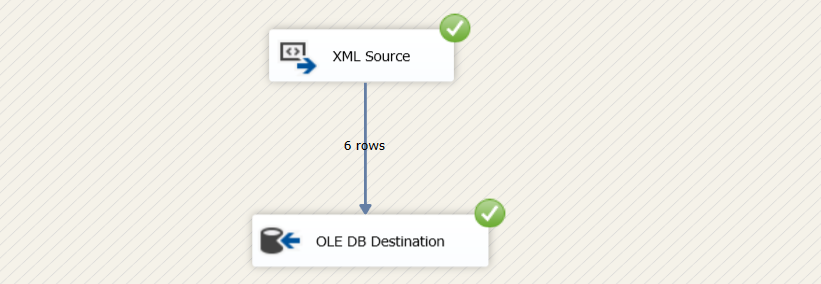 XML Source
6 rows
OLE DB Destination